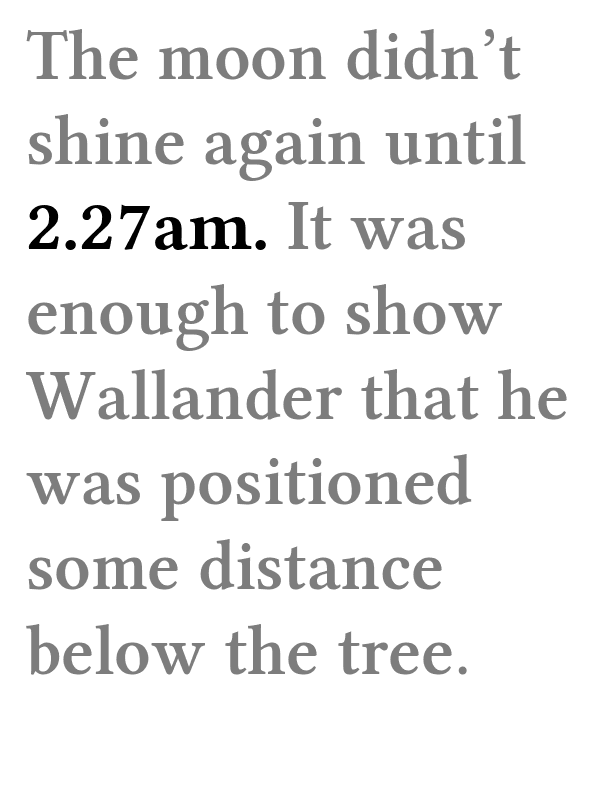 The moon didn’t
shine again until
2.27am. It was
enough to show
Wallander that he
was positioned
some distance
below the tree.